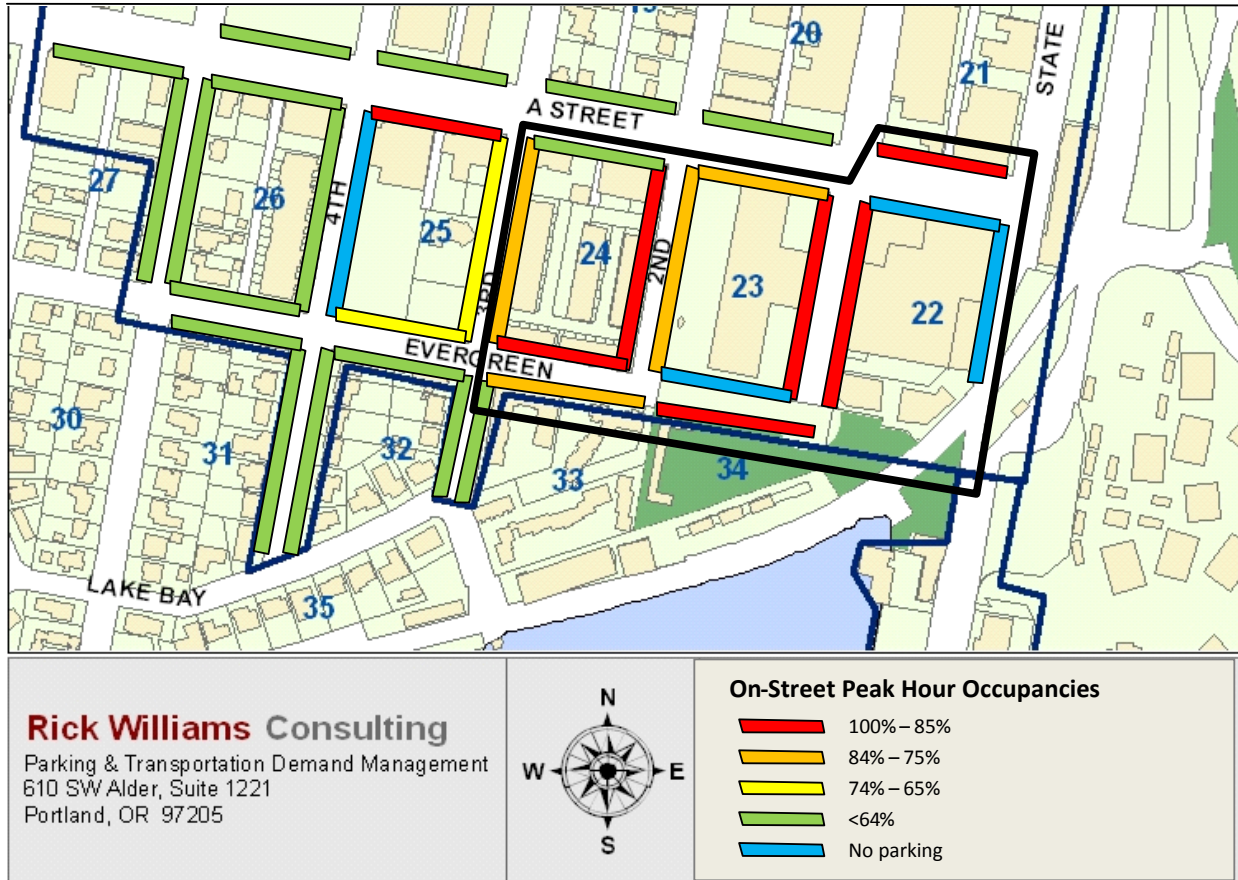 19
20
21
STATE
A STREET
27
26
4TH
25
3RD
24
2ND
23
22
EVERGREEN
30
31
32
33
34
LAKE BAY
35
Rick Williams Consulting
Parking & Transportation Demand Management
610 SW Alder, Suite 1221
Portland, OR 97205
N
W
E
S
On-Street Peak Hour Occupancies
100% – 85%
84% – 75%
74% – 65%
<64%
No parking